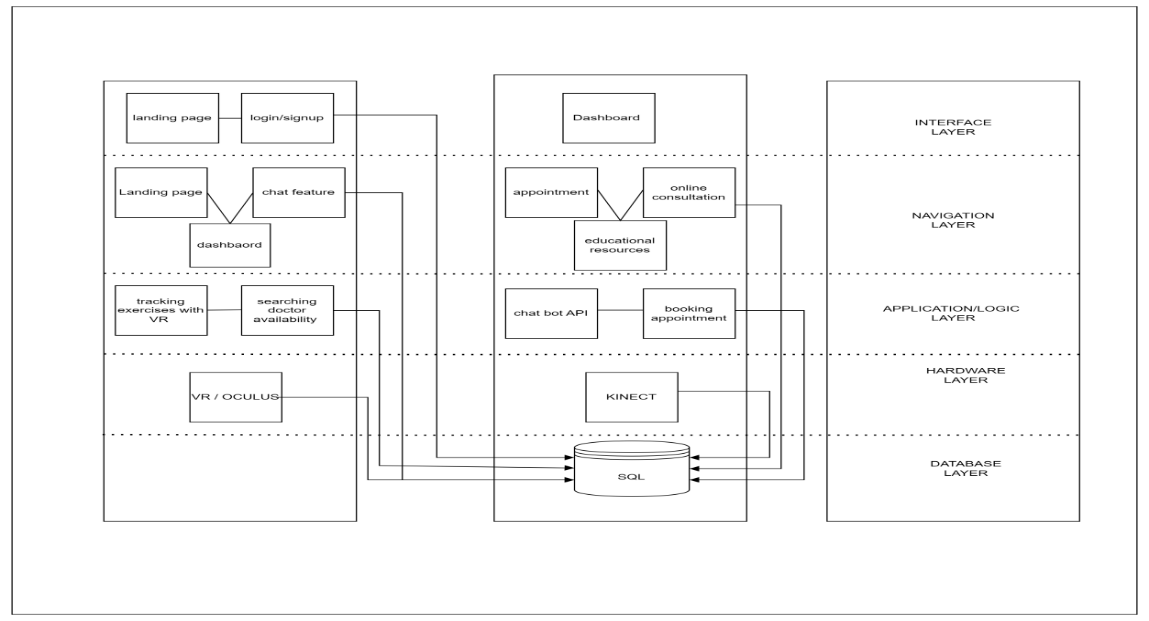 landing page
login/signup
Dashboard
INTERFACE
LAYER
Landing page
chat feature
dashbaord
appointment
online
consultation
educational
resources
NAVIGATION
LAYER
tracking
exercises with
VR
searching
doctor
availability
chat bot API
booking
appointment
APPLICATION/LOGIC
LAYER
VR / OCULUS
KINECT
HARDWARE
LAYER
SQL
DATABASE
LAYER